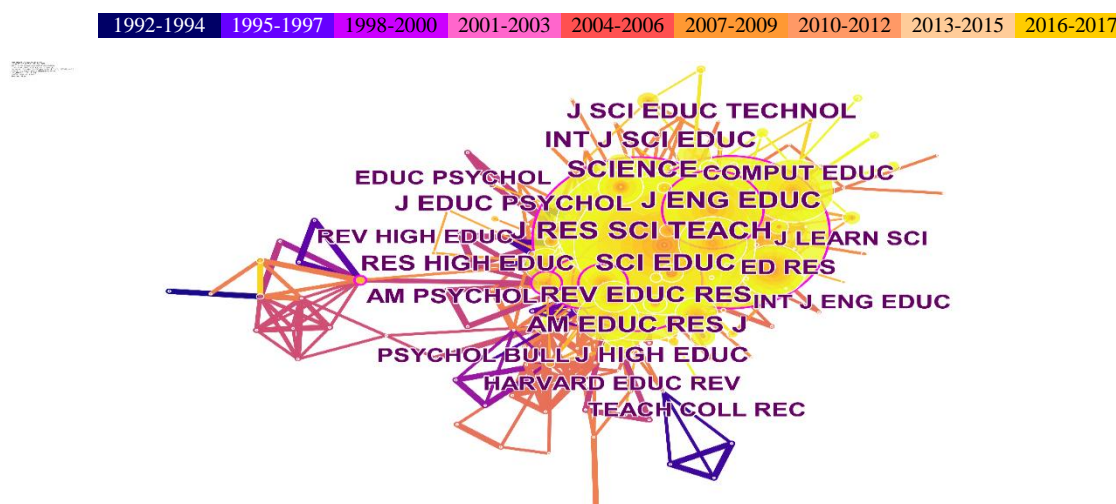 1992-1994 1995-1997 1998-2000 2001-2003 2004-2006 2007-2009 2010-2012 2013-2015 2016-2017
J SCI EDUC TECHNOL
INT J SCI EDUC
SCIENCE COMPUT EDUC
EDUC PSYCHOL
J EDUC PSYCHOL J ENG EDUC
REV HIGH EDUC J RES SCI TEACH J LEARN SCI
RES HIGH EDUC SCI EDUC ED RES
AM PSYCHOL REV EDUC RES INT J ENG EDUC
AM EDUC RES J
PSYCHOL BULL J HIGH EDUC
HARVARD EDUC REV
TEACH COLL REC